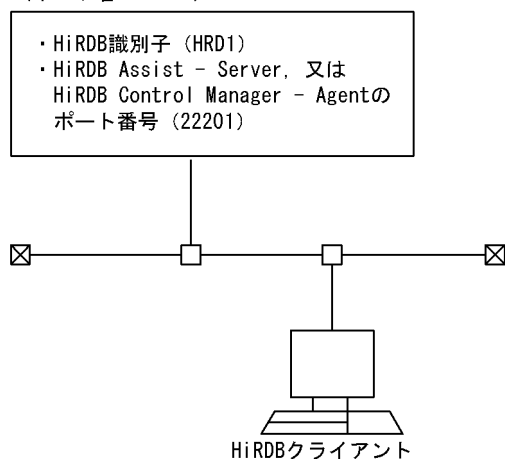 ・HiRDB識別子 (HRD1)
・HiRDB Assist - Server, 又は
HiRDB Control Manager - Agentの
ポート番号 (22201)
HiRDBクライアント